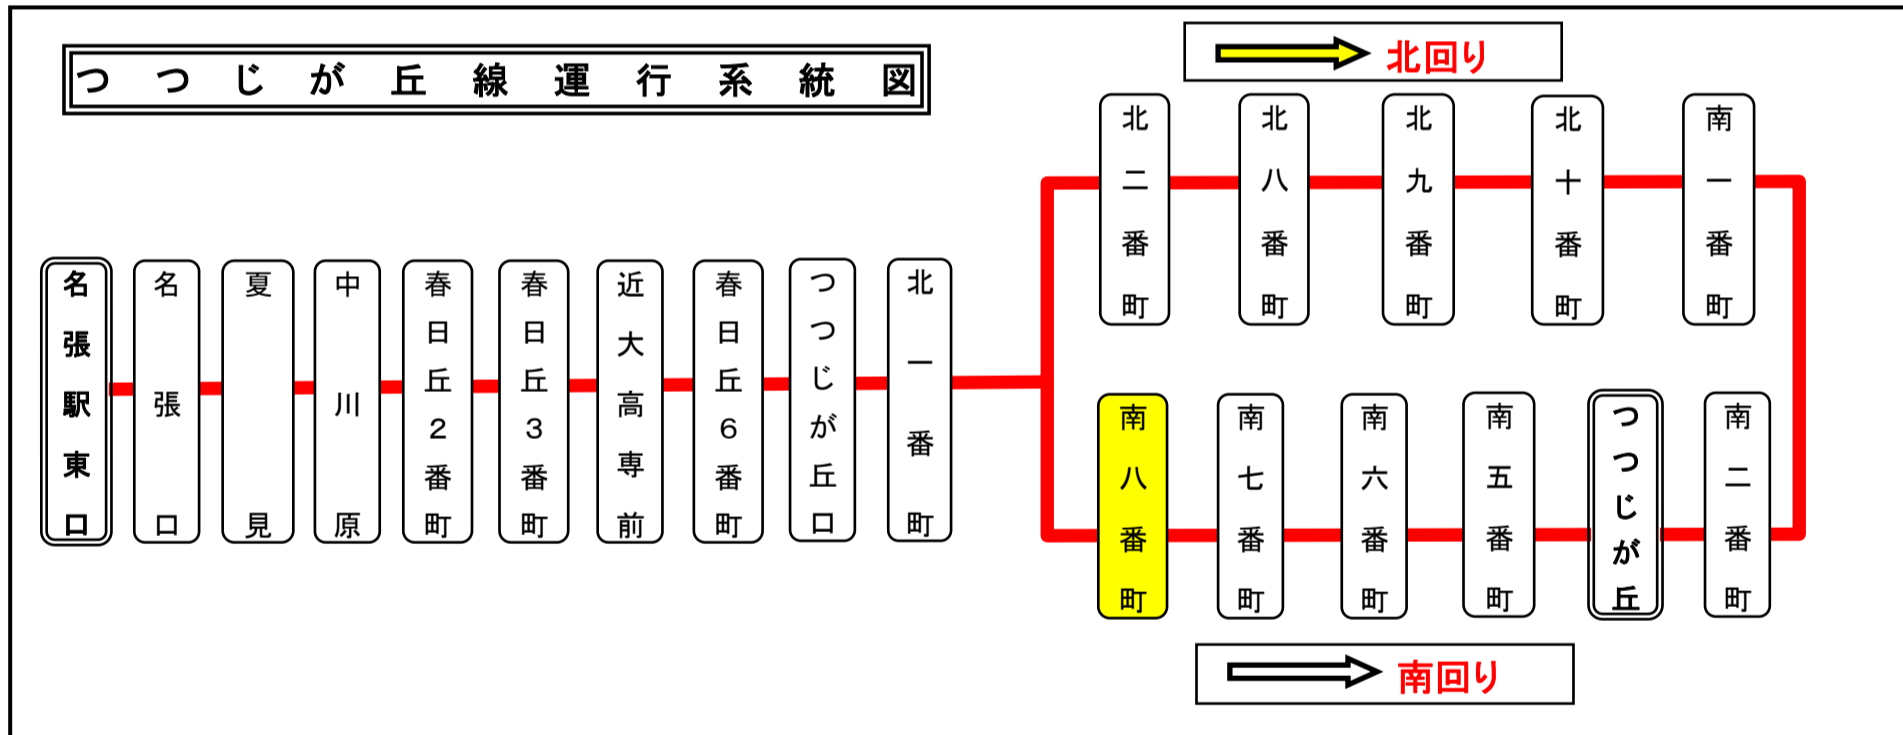 つつじが丘線運行系統図
北回り
北二番町
北八番町
北九番町
北十番町
南一番町
名張駅東口
名張口
夏見
中川原
春日丘2番町
春日丘3番町
近大高専前
春日丘6番町
つつじが丘口
北一番町
南八番町
南七番町
南六番町
南五番町
つつじが丘
南二番町
南回り